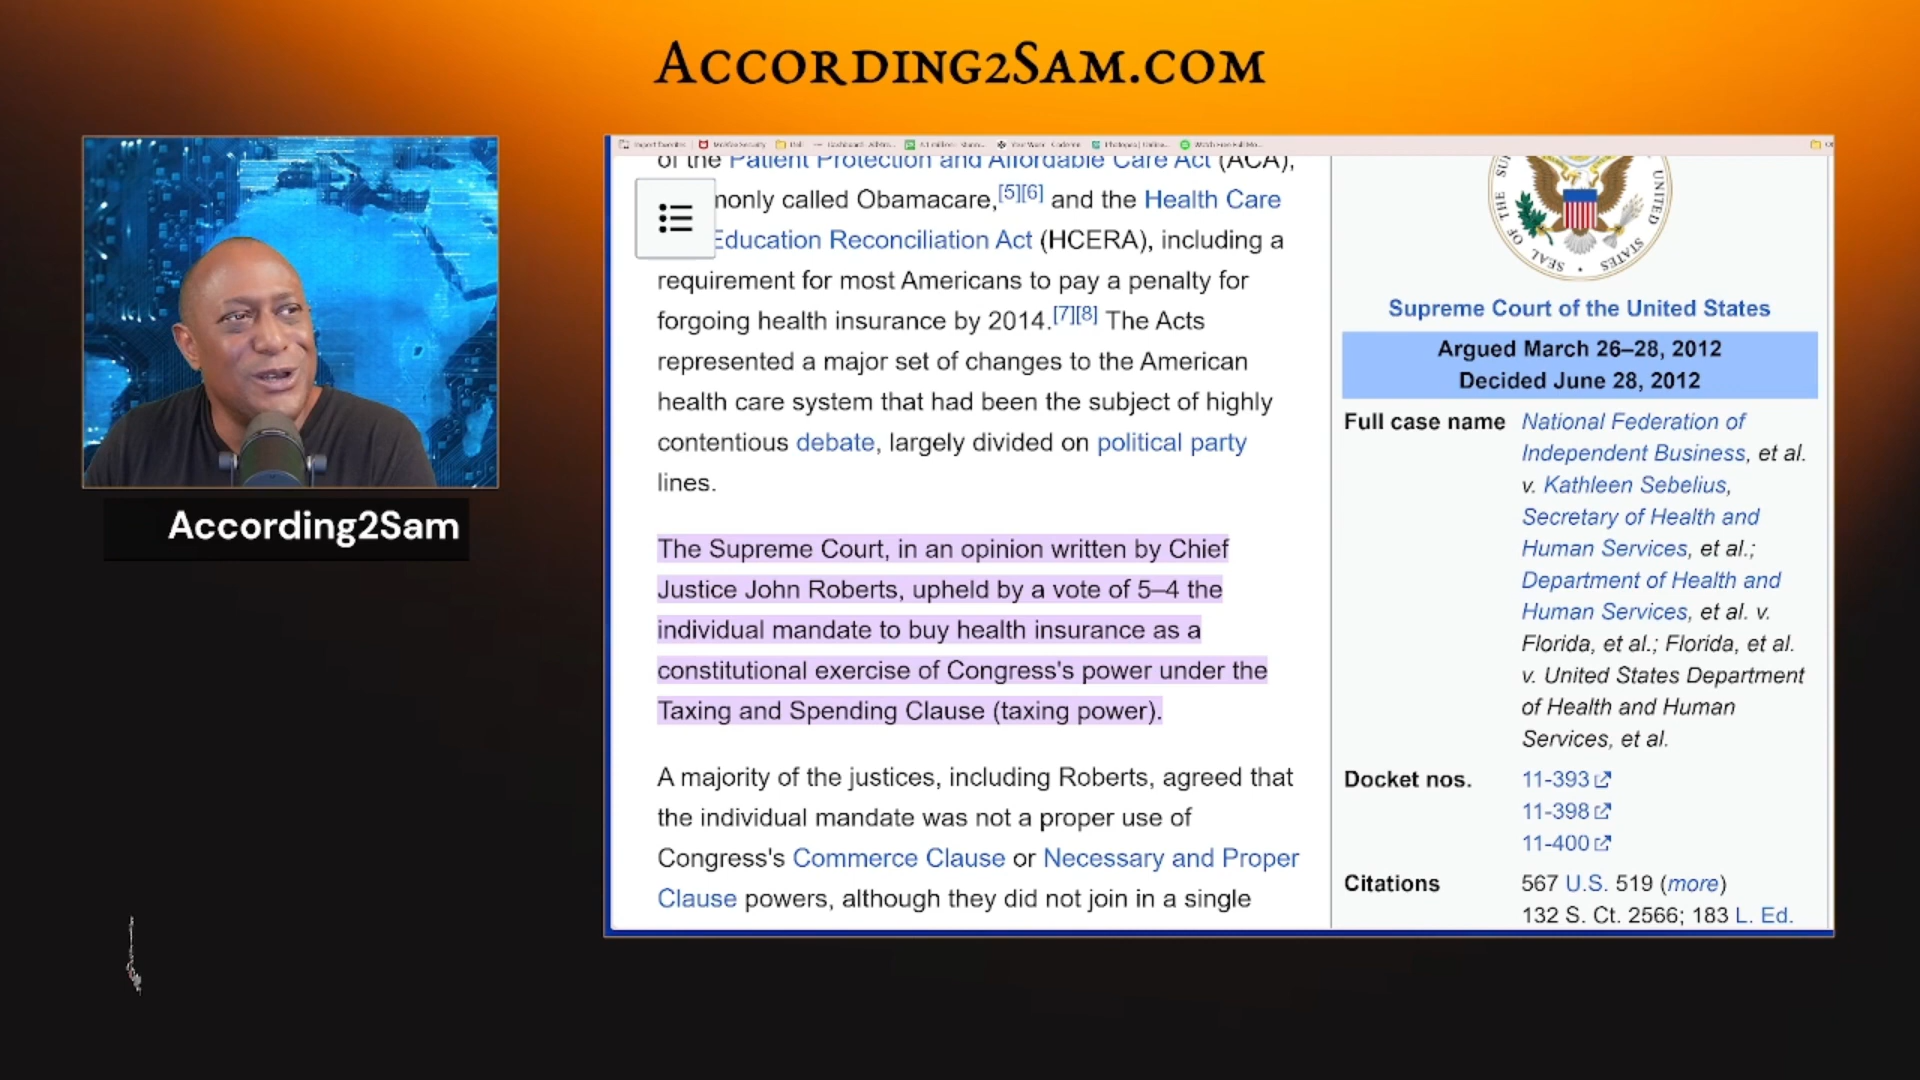 According2Sam.com
According2Sam
of the Patient Protection and Affordable Care Act (ACA),
monly called Obamacare,[5][6] and the Health Care
Education Reconciliation Act (HCERA), including a
requirement for most Americans to pay a penalty for
forgoing health insurance by 2014.[7][8] The Acts
represented a major set of changes to the American
health care system that had been the subject of highly
contentious debate, largely divided on political party
lines.
The Supreme Court, in an opinion written by Chief
Justice John Roberts, upheld by a vote of 5–4 the
individual mandate to buy health insurance as a
constitutional exercise of Congress's power under the
Taxing and Spending Clause (taxing power).
A majority of the justices, including Roberts, agreed that
the individual mandate was not a proper use of
Congress's Commerce Clause or Necessary and Proper
Clause powers, although they did not join in a single
SEAL OF THE SU UNITED STATES
Supreme Court of the United States
Argued March 26–28, 2012
Decided June 28, 2012
Full case name National Federation of
Independent Business, et al.
v. Kathleen Sebelius,
Secretary of Health and
Human Services, et al.;
Department of Health and
Human Services, et al. v.
Florida, et al.; Florida, et al.
v. United States Department
of Health and Human
Services, et al.
Docket nos. 11-393
11-398
11-400
Citations 567 U.S. 519 (more)
132 S. Ct. 2566; 183 L. Ed.